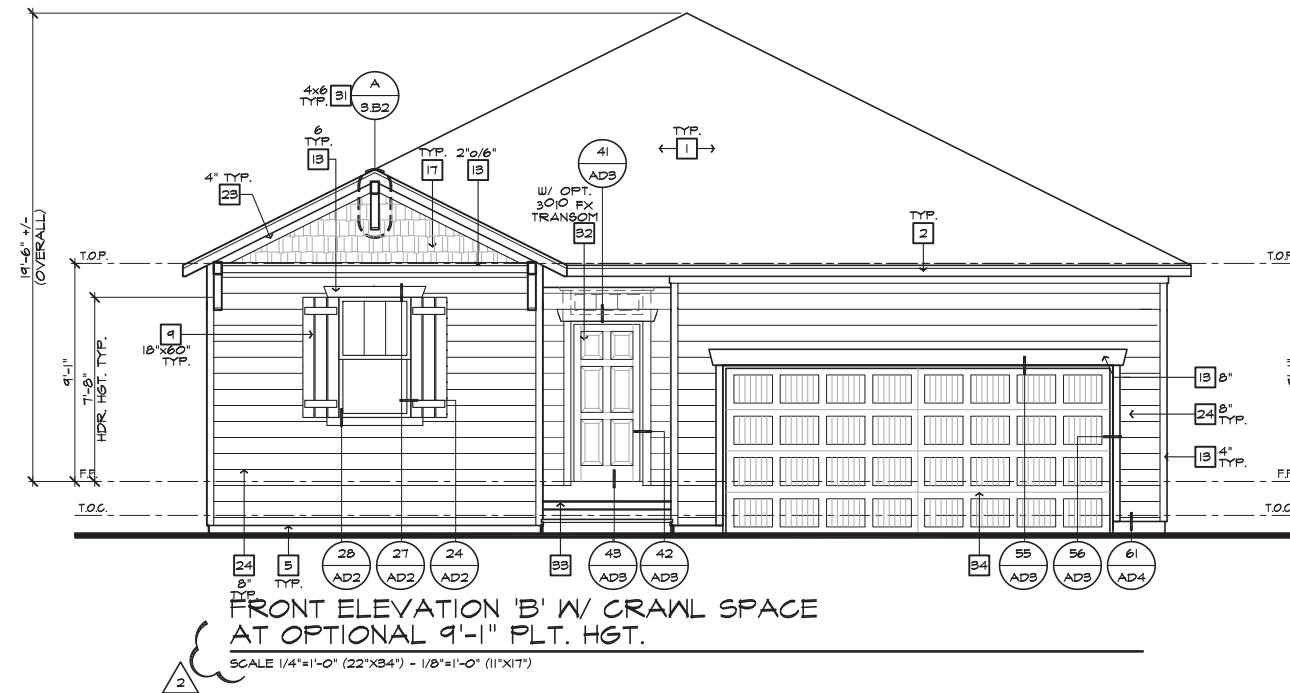 A
3.B2
4x6
TYP. 31
6
TYP.
13
TYP.
17
2"o/6"
13
4" TYP.
23
41
AD3
TYP.
1
W/ OPT.
3010 FX
TRANSOM
32
TYP.
2
19'-6" +/-
(OVERALL)
T.O.P.
T.O.P.
9'-1"
7'-8"
HDR. HGT. TYP.
9
18"x60"
TYP.
13 8"
24 8"
TYP.
13 4"
TYP.
F.F.
F.F.
T.O.C.
T.O.C.
24
8"
TYP.
5
TYP.
28
AD2
27
AD2
24
AD2
33
43
AD3
42
AD3
34
55
AD3
56
AD3
61
AD4
FRONT ELEVATION 'B' W/ CRAWL SPACE
AT OPTIONAL 9'-1" PLT. HGT.
SCALE 1/4"=1'-0" (22"X34") - 1/8"=1'-0" (11"X17")
2